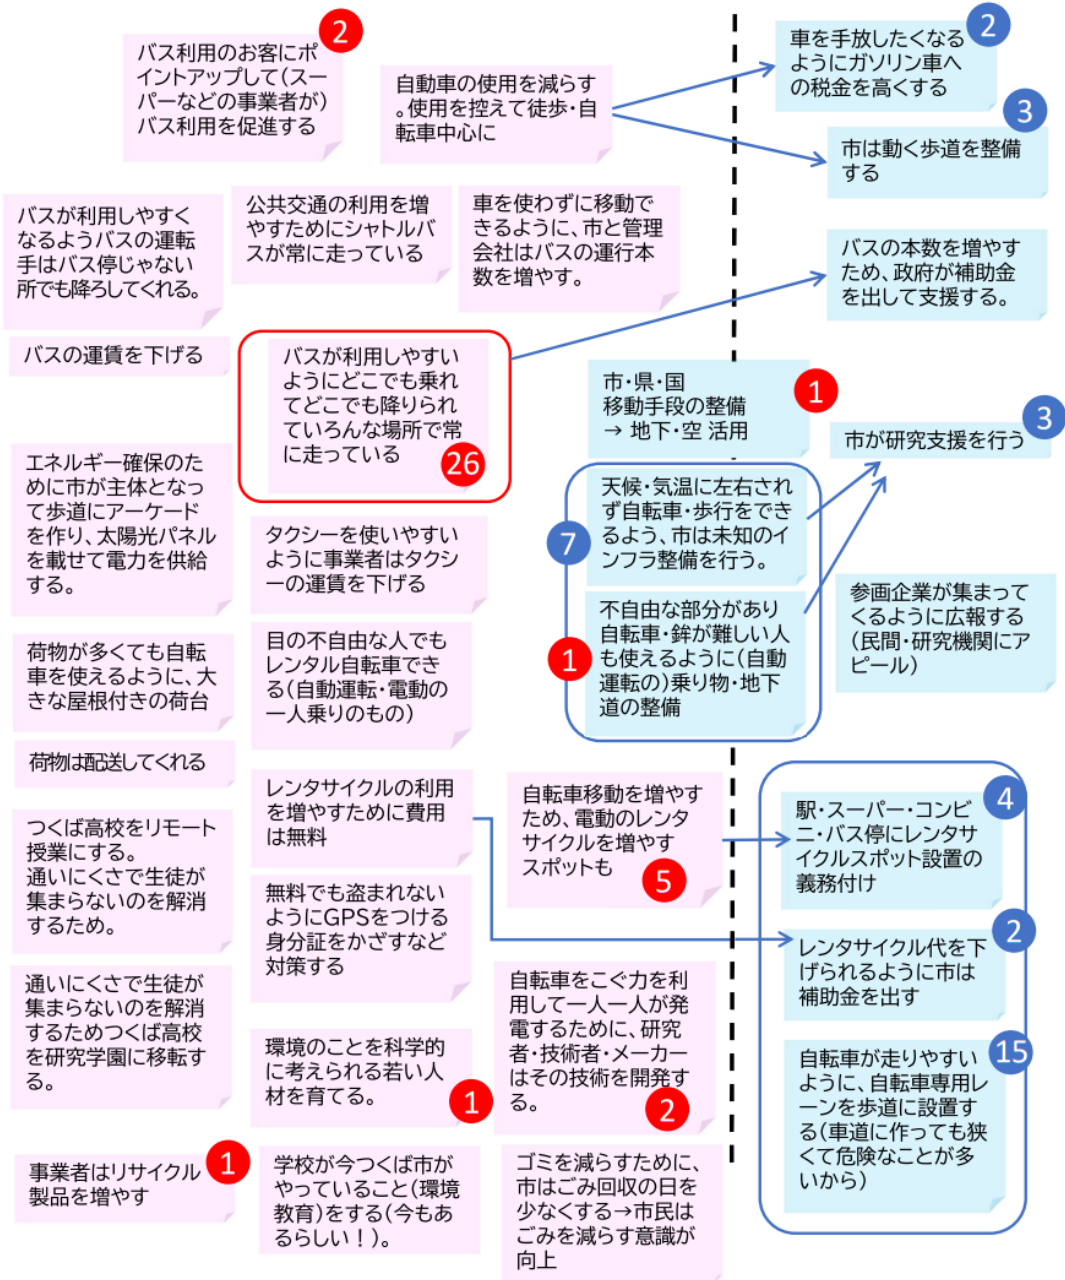 バス利用のお客にポ
イントアップして(スー
パーなどの事業者が)
バス利用を促進する
2
自動車の使用を減らす
。使用を控えて徒歩・自
転車中心に
車を手放したくなる
ようにガソリン車へ
の税金を高くする
2
市は動く歩道を整備
する
3
バスが利用しやすく
なるようバスの運転
手はバス停じゃない
所でも降ろしてくれる。
公共交通の利用を増
やすためにシャトルバ
スが常に走っている
車を使わずに移動で
きるように、市と管理
会社はバスの運行本
数を増やす。
バスの本数を増やす
ため、政府が補助金
を出して支援する。
バスの運賃を下げる
バスが利用しやすい
ようにどこでも乗れ
てどこでも降りられ
ていろんな場所で常
に走っている
26
市・県・国
移動手段の整備
→ 地下・空 活用
1
市が研究支援を行う
3
エネルギー確保のた
めに市が主体となっ
て歩道にアーケード
を作り、太陽光パネル
を載せて電力を供給
する。
タクシーを使いやすい
ように事業者はタクシ
ーの運賃を下げる
天候・気温に左右され
ず自転車・歩行をでき
るよう、市は未知のイ
ンフラ整備を行う。
7
不自由な部分があり
自転車・鉾が難しい人
も使えるように(自動
運転の)乗り物・地下
道の整備
1
参画企業が集まって
くるように広報する
(民間・研究機関にア
ピール)
荷物が多くても自転
車を使えるように、大
きな屋根付きの荷台
目の不自由な人でも
レンタル自転車でき
る(自動運転・電動の
一人乗りのもの)
荷物は配送してくれる
レンタサイクルの利用
を増やすために費用
は無料
自転車移動を増やす
ため、電動のレンタ
サイクルを増やす
スポットも
5
駅・スーパー・コンビ
ニ・バス停にレンタサ
イクルスポット設置の
義務付け
4
つくば高校をリモート
授業にする。
通いにくさで生徒が
集まらないのを解消
するため。
無料でも盗まれない
ようにGPSをつける
身分証をかざすなど
対策する
レンタサイクル代を下
げられるように市は
補助金を出す
2
通いにくさで生徒が
集まらないのを解消
するためつくば高校
を研究学園に移転す
る。
環境のことを科学的
に考えられる若い人
材を育てる。
1
自転車をこぐ力を利
用して一人一人が発
電するために、研究
者・技術者・メーカー
はその技術を開発す
る。
2
自転車が走りやすい
ように、自転車専用レ
ーンを歩道に設置す
る(車道に作っても狭
くて危険なことが多
いから)
15
事業者はリサイクル
製品を増やす
1
学校が今つくば市が
やっていること(環境
教育)をする(今もあ
るらしい！)。
ゴミを減らすために、
市はごみ回収の日を
少なくする→市民は
ごみを減らす意識が
向上